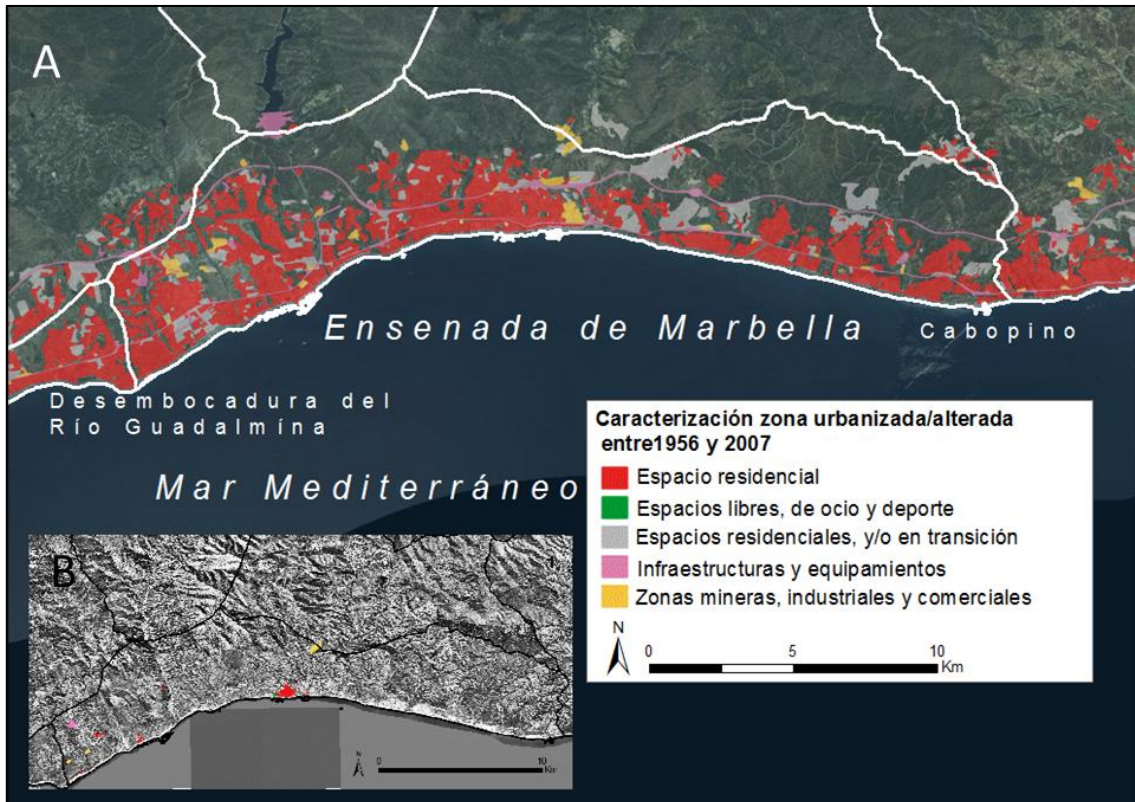 A
Ensenada de Marbella
Cabopino
Desembocadura del
Río Guadalmína
Mar Mediterráneo
Caracterización zona urbanizada/alterada
entre1956 y 2007
Espacio residencial
Espacios libres, de ocio y deporte
Espacios residenciales, y/o en transición
Infraestructuras y equipamientos
Zonas mineras, industriales y comerciales
N
0 5 10
Km
B
N
0 10
Km